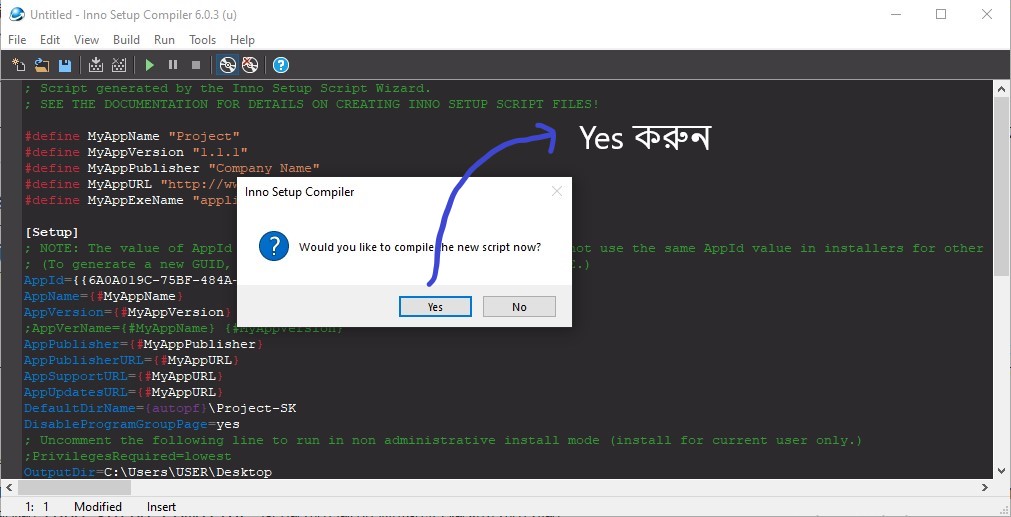 Untitled - Inno Setup Compiler 6.0.3 (u)
File Edit View Build Run Tools Help
; Script generated by the Inno Setup Script Wizard.
; SEE THE DOCUMENTATION FOR DETAILS ON CREATING INNO SETUP SCRIPT FILES!
Yes করুন
#define MyAppName "Project"
#define MyAppVersion "1.1.1"
#define MyAppPublisher "Company Name"
#define MyAppURL "http://ww
#define MyAppExeName "appli
Inno Setup Compiler
Would you like to compile the new script now?
Yes No
[Setup]
; NOTE: The value of AppId not use the same AppId value in installers for other
; (To generate a new GUID, .)
AppId={{6A0A019C-75BF-484A-
AppName={#MyAppName}
AppVersion={#MyAppVersion}
;AppVerName={#MyAppName} {#MyAppVersion}
AppPublisher={#MyAppPublisher}
AppPublisherURL={#MyAppURL}
AppSupportURL={#MyAppURL}
AppUpdatesURL={#MyAppURL}
DefaultDirName={autopf}\Project-SK
DisableProgramGroupPage=yes
; Uncomment the following line to run in non administrative install mode (install for current user only.)
;PrivilegesRequired=lowest
OutputDir=C:\Users\USER\Desktop
1: 1 Modified Insert